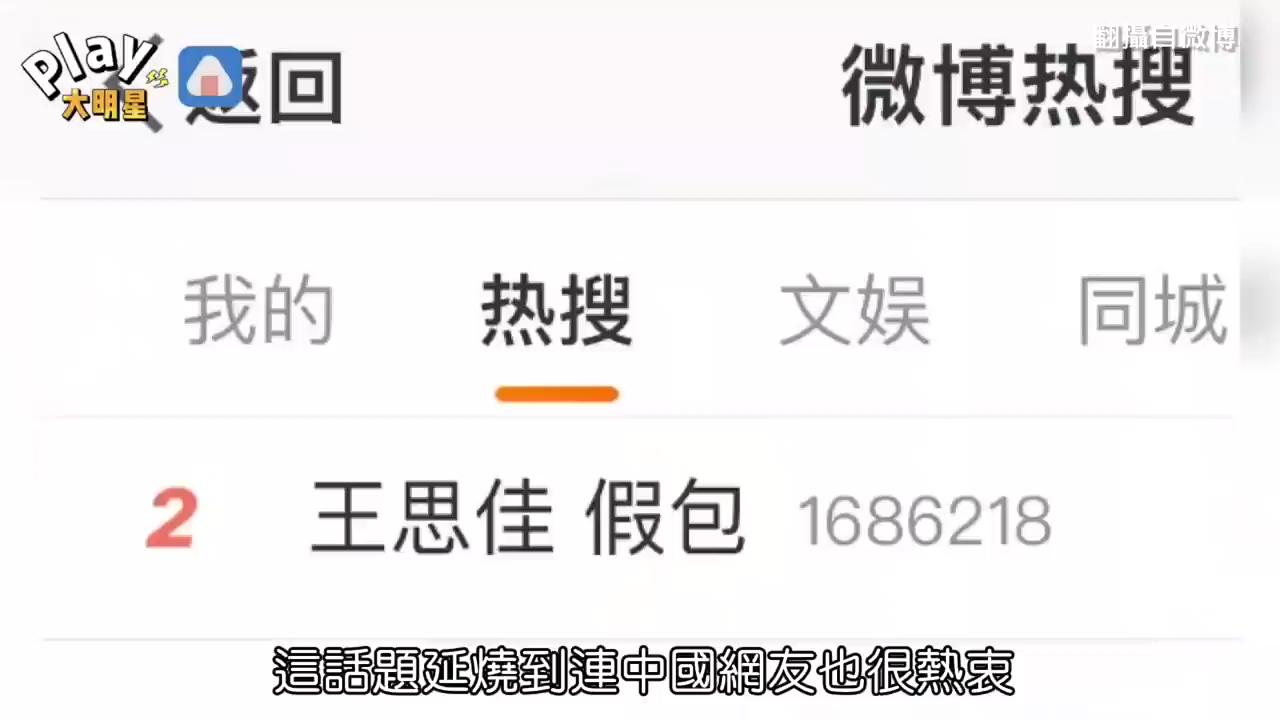 Play
大明星
返回
微博热搜
翻攝自微博
我的 热搜 文娱 同城
2 王思佳 假包 1686218
這話題延燒到連中國網友也很熱衷